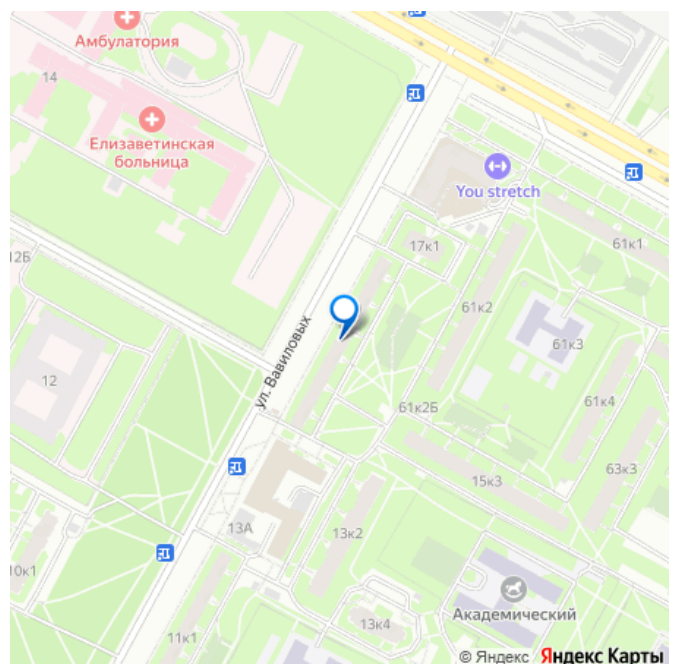 Амбулатория
14
Елизаветинская
больница
You stretch
17к1
61к1
12Б
61к2
61к3
ул. Вавиловых
12
61к2Б
61к4
15к3
63к3
13А
13к2
10к1
Академический
13к4
11к1
© Яндекс Яндекс Карты